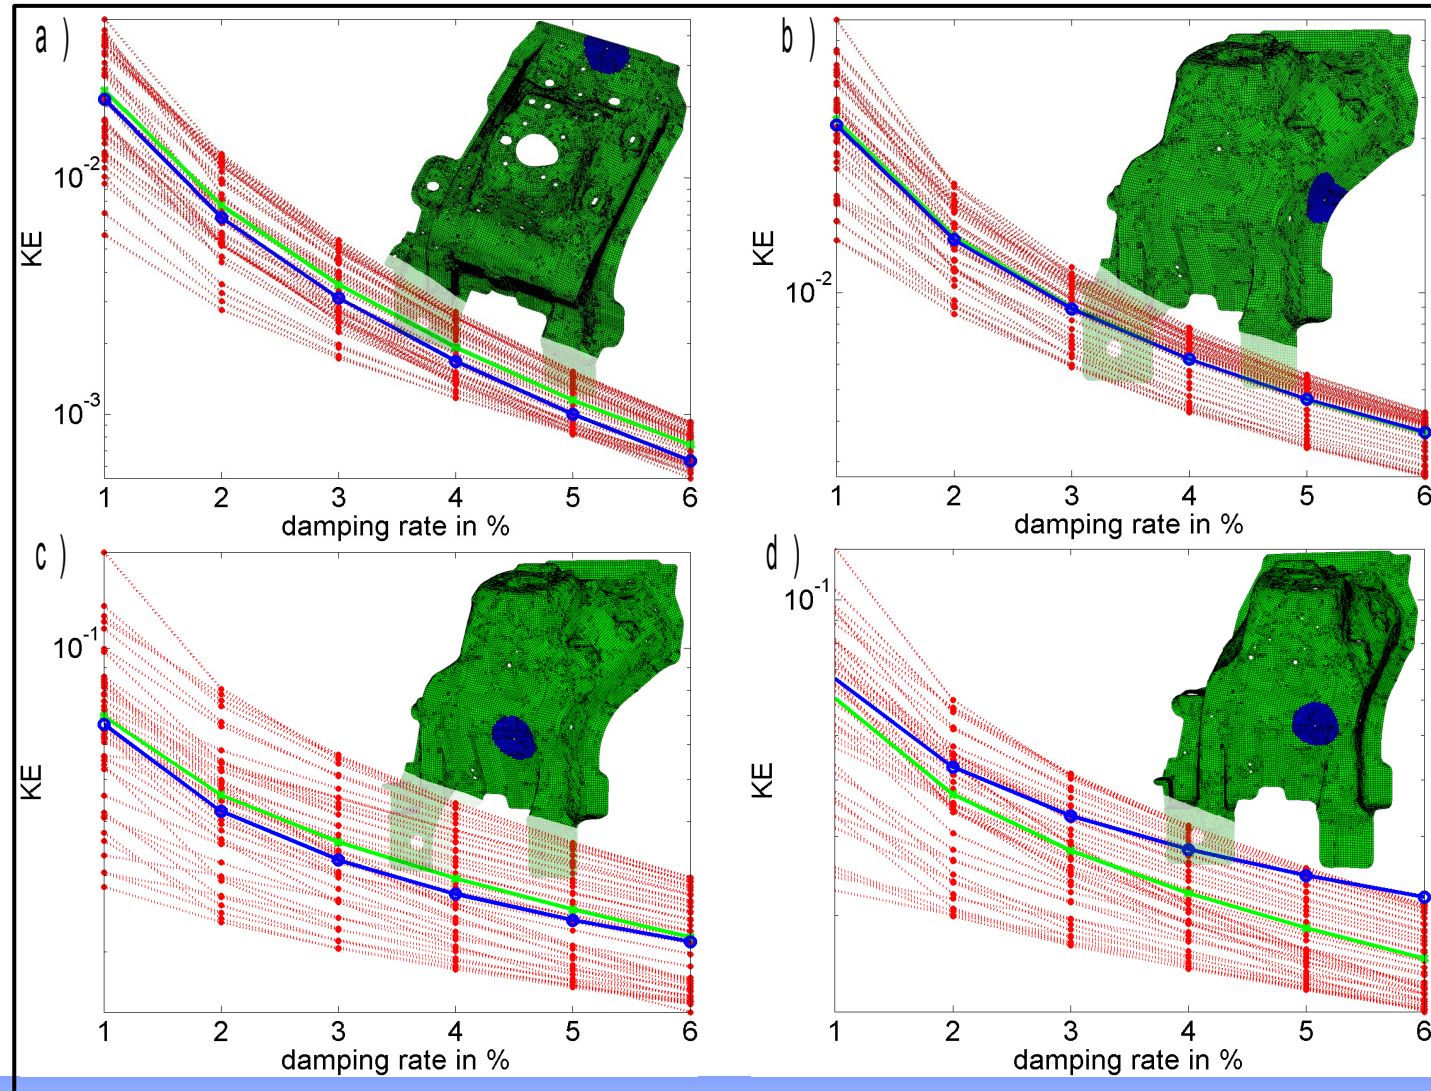 a )
10^-2
10^-3
KE
1 2 3 4 5 6
damping rate in %
b )
10^-2
KE
1 2 3 4 5 6
damping rate in %
c )
10^-1
KE
1 2 3 4 5 6
damping rate in %
d )
10^-1
KE
1 2 3 4 5 6
damping rate in %